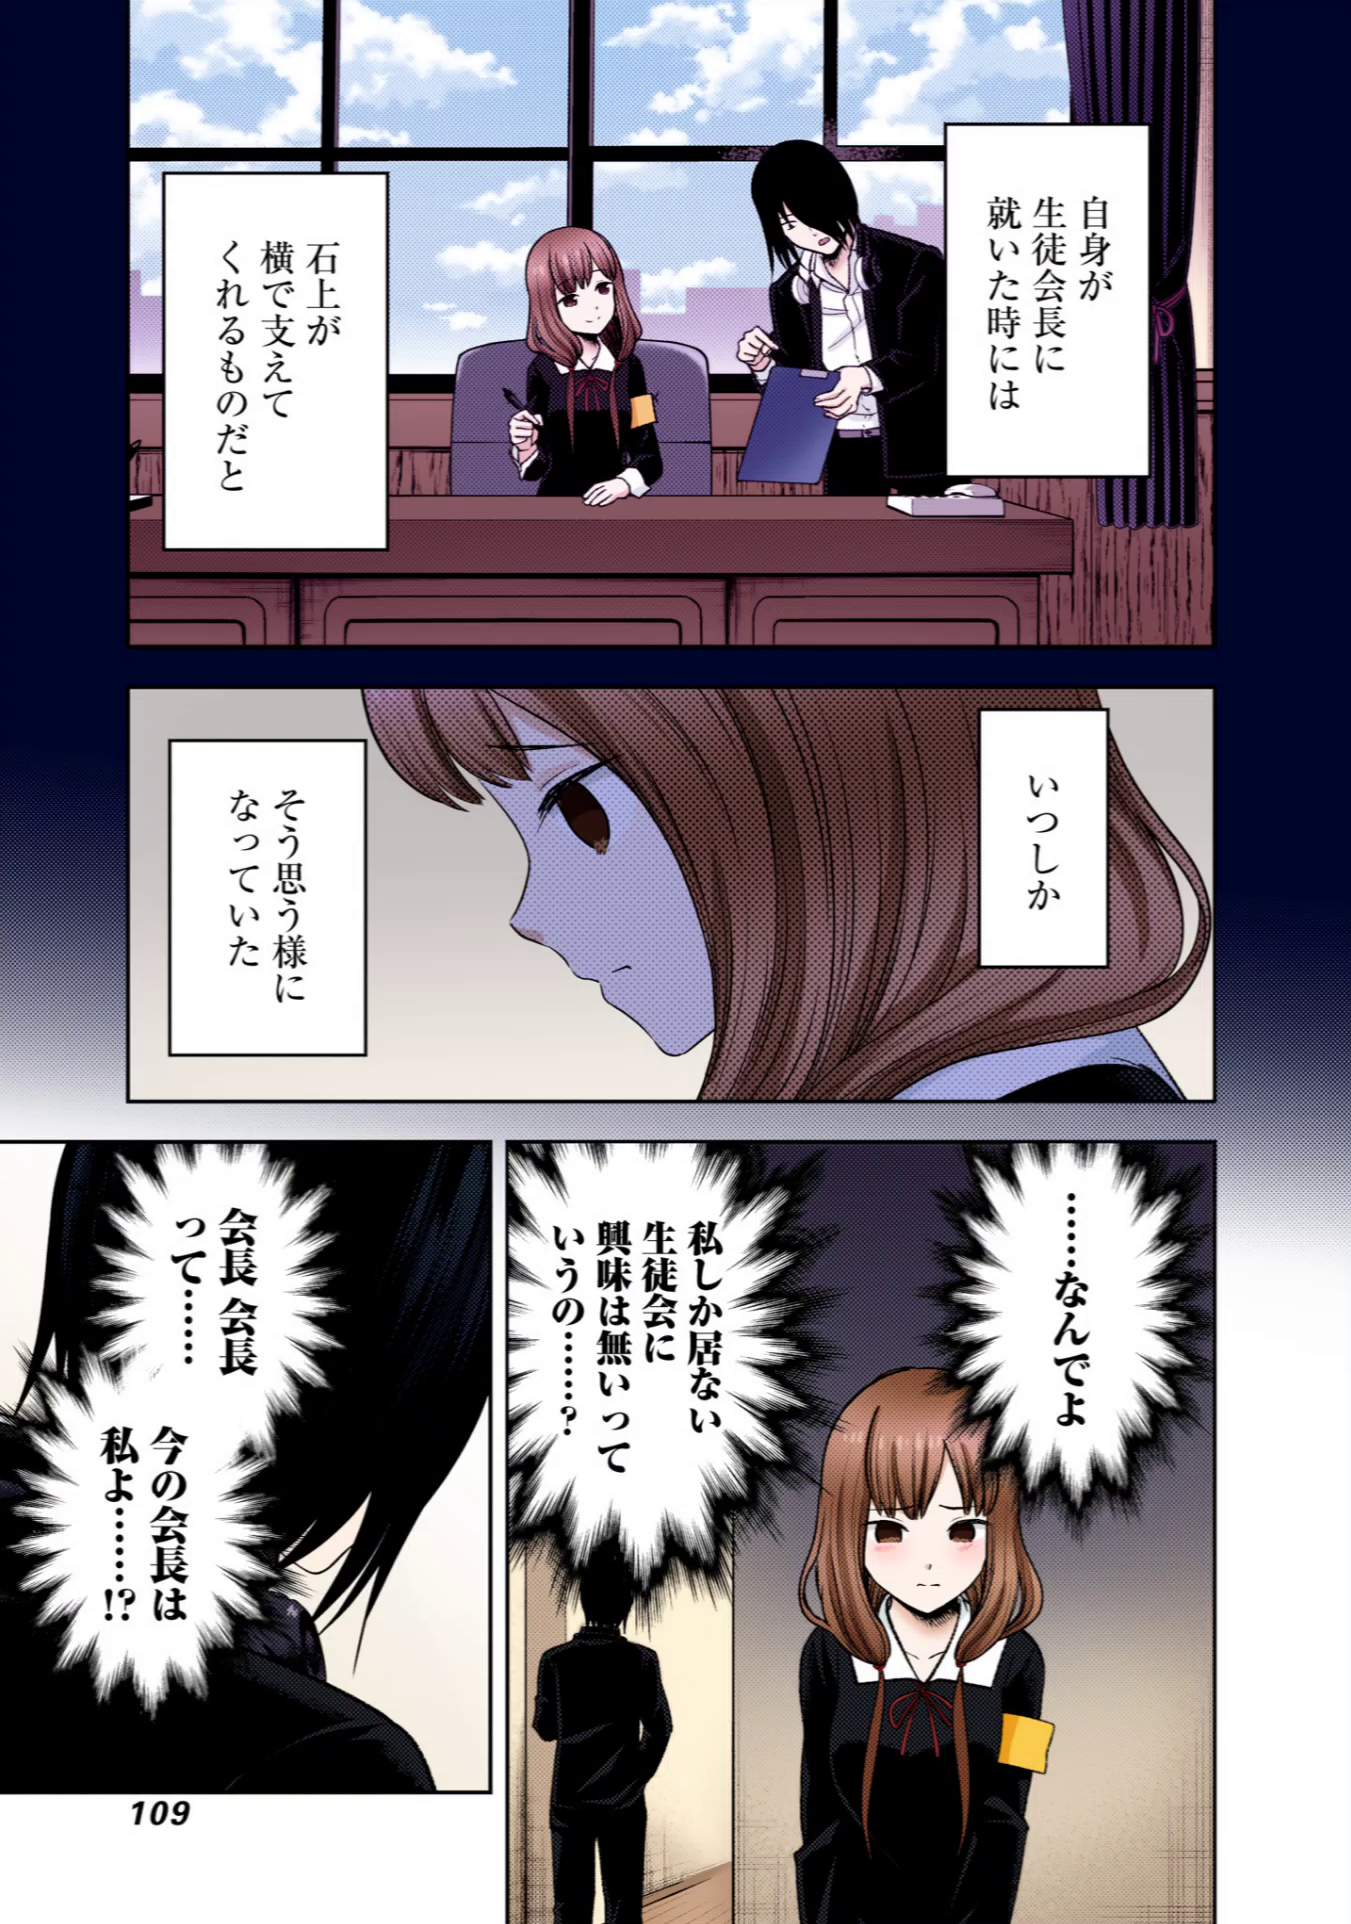 自身が
生徒会長に
就いた時には
石上が
横で支えて
くれるものだと
いつしか
そう思う様に
なっていた
……なんでよ
私しか居ない
生徒会に
興味は無いって
いうの……?
会長 会長
って……
今の会長は
私よ……!?
109